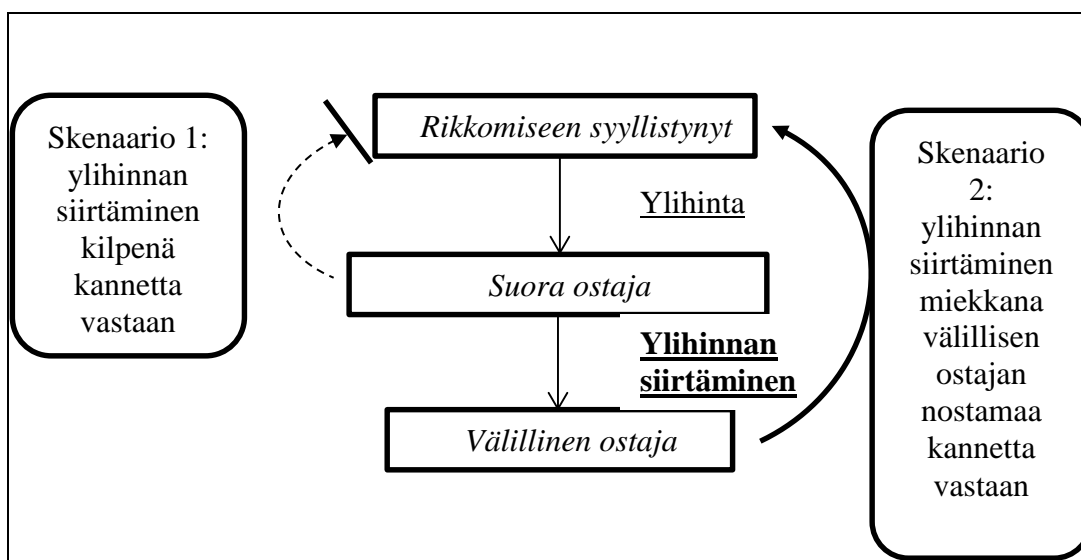 Skenaario 1:
ylihinnan
siirtäminen
kilpenä
kannetta
vastaan
Rikkomiseen syyllistynyt
Ylihinta
Suora ostaja
Ylihinnan
siirtäminen
Välillinen ostaja
Skenaario
2:
ylihinnan
siirtäminen
miekkana
välillisen
ostajan
nostamaa
kannetta
vastaan